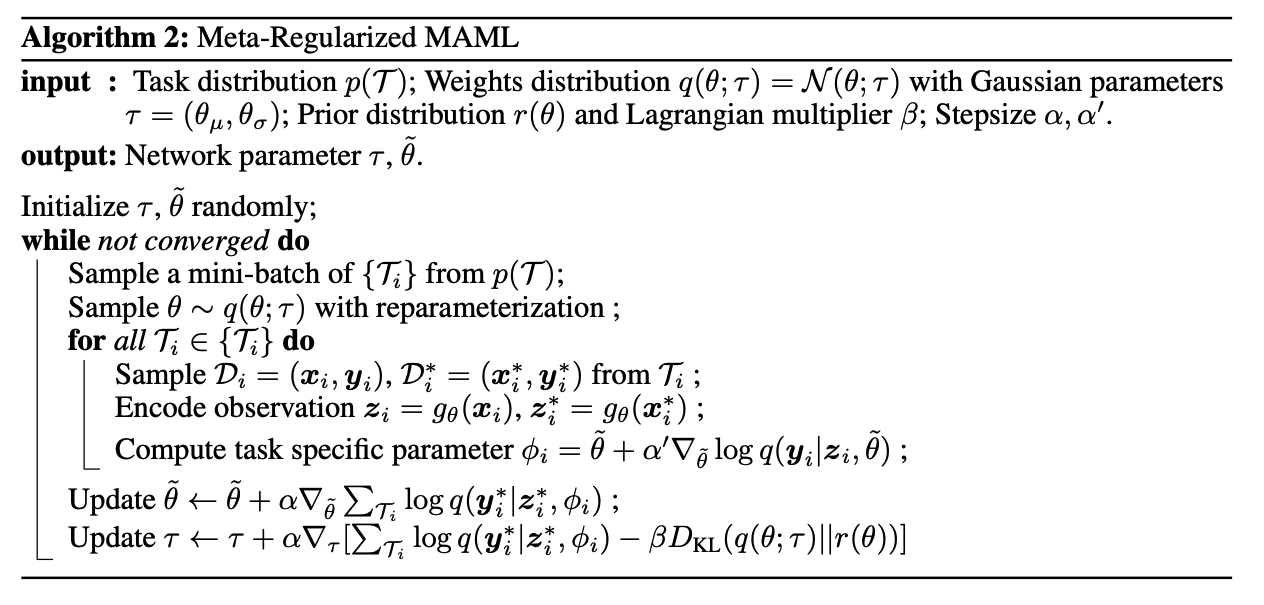 Algorithm 2: Meta-Regularized MAML
input : Task distribution p(𝒯); Weights distribution q(θ; τ) = 𝒩(θ; τ) with Gaussian parameters
τ = (θ_μ, θ_σ); Prior distribution r(θ) and Lagrangian multiplier β; Stepsize α, α′.
output: Network parameter τ, θ̃.
Initialize τ, θ̃ randomly;
while not converged do
Sample a mini-batch of {𝒯_i} from p(𝒯);
Sample θ ∼ q(θ; τ) with reparameterization ;
for all 𝒯_i ∈ {𝒯_i} do
Sample 𝒟_i = (x_i, y_i), 𝒟_i^* = (x_i^*, y_i^*) from 𝒯_i ;
Encode observation z_i = g_θ(x_i), z_i^* = g_θ(x_i^*) ;
Compute task specific parameter ϕ_i = θ̃ + α′∇_θ̃ log q(y_i|z_i, θ̃) ;
Update θ̃ ← θ̃ + α∇_θ̃ ∑_{𝒯_i} log q(y_i^*|z_i^*, ϕ_i) ;
Update τ ← τ + α∇_τ[∑_{𝒯_i} log q(y_i^*|z_i^*, ϕ_i) − βD_KL(q(θ; τ)||r(θ))]